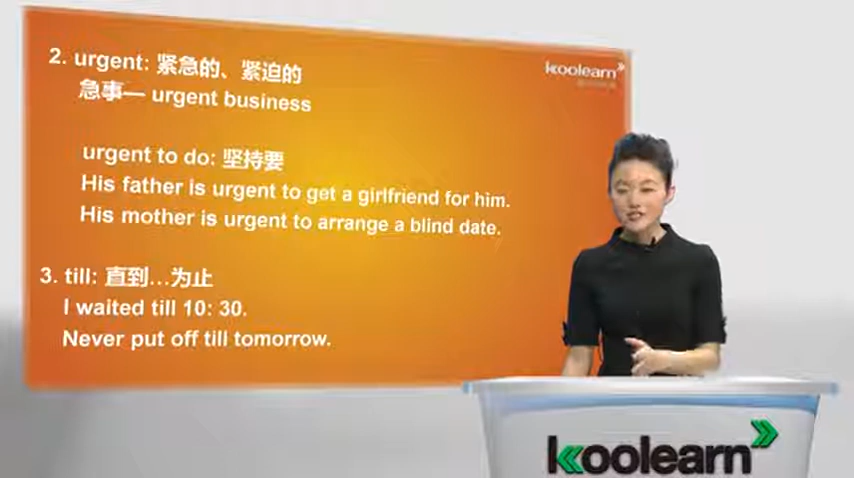 2. urgent: 紧急的、紧迫的
急事— urgent business
urgent to do: 坚持要
His father is urgent to get a girlfriend for him.
His mother is urgent to arrange a blind date.
3. till: 直到…为止
I waited till 10: 30.
Never put off till tomorrow.
koolearn
koolearn